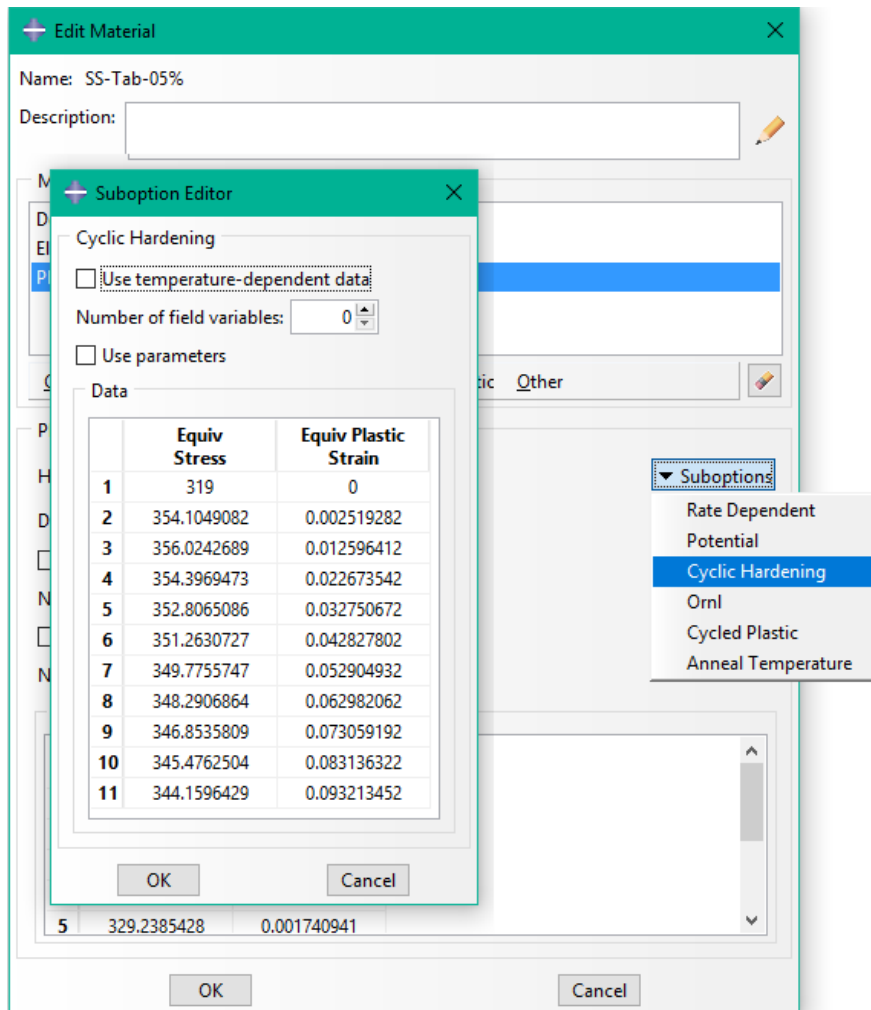 Edit Material
Name: SS-Tab-05%
Description:
M
D
El
Pl
tic Other
P
H
D
N
N
Suboption Editor
Cyclic Hardening
Use temperature-dependent data
Number of field variables: 0
Use parameters
Data
Equiv Stress Equiv Plastic Strain
1 319 0
2 354.1049082 0.002519282
3 356.0242689 0.012596412
4 354.3969473 0.022673542
5 352.8065086 0.032750672
6 351.2630727 0.042827802
7 349.7755747 0.052904932
8 348.2906864 0.062982062
9 346.8535809 0.073059192
10 345.4762504 0.083136322
11 344.1596429 0.093213452
OK Cancel
Suboptions
Rate Dependent
Potential
Cyclic Hardening
Ornl
Cycled Plastic
Anneal Temperature
5 329.2385428 0.001740941
OK Cancel